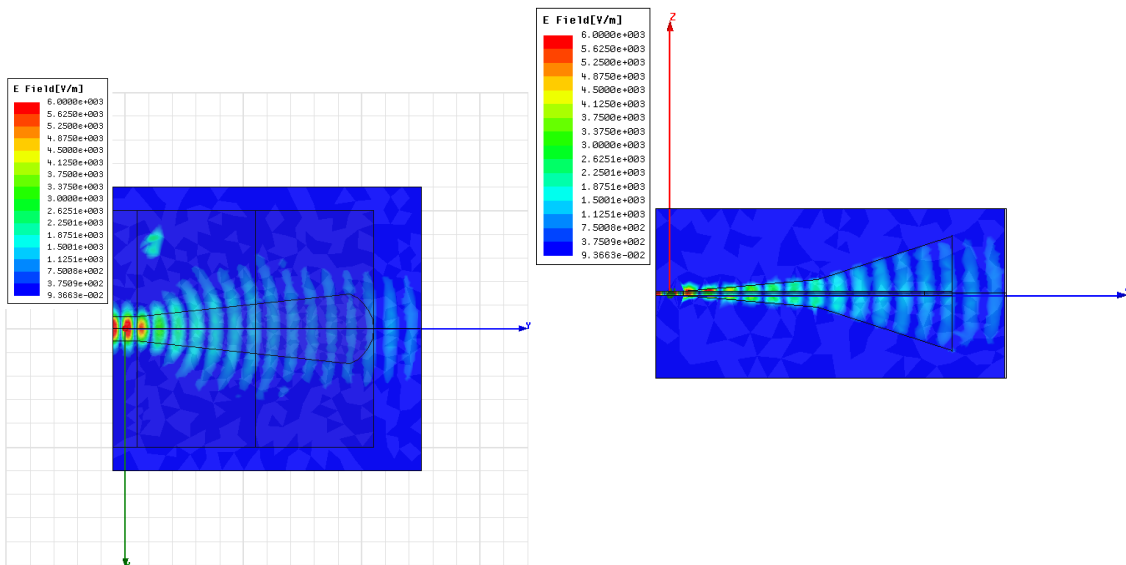 E Field[V/m]
6.0000e+003
5.6250e+003
5.2500e+003
4.8750e+003
4.5000e+003
4.1250e+003
3.7500e+003
3.3750e+003
3.0000e+003
2.6251e+003
2.2501e+003
1.8751e+003
1.5001e+003
1.1251e+003
7.5008e+002
3.7509e+002
9.3663e-002
Y
E Field[V/m]
6.0000e+003
5.6250e+003
5.2500e+003
4.8750e+003
4.5000e+003
4.1250e+003
3.7500e+003
3.3750e+003
3.0000e+003
2.6251e+003
2.2501e+003
1.8751e+003
1.5001e+003
1.1251e+003
7.5008e+002
3.7509e+002
9.3663e-002
Z